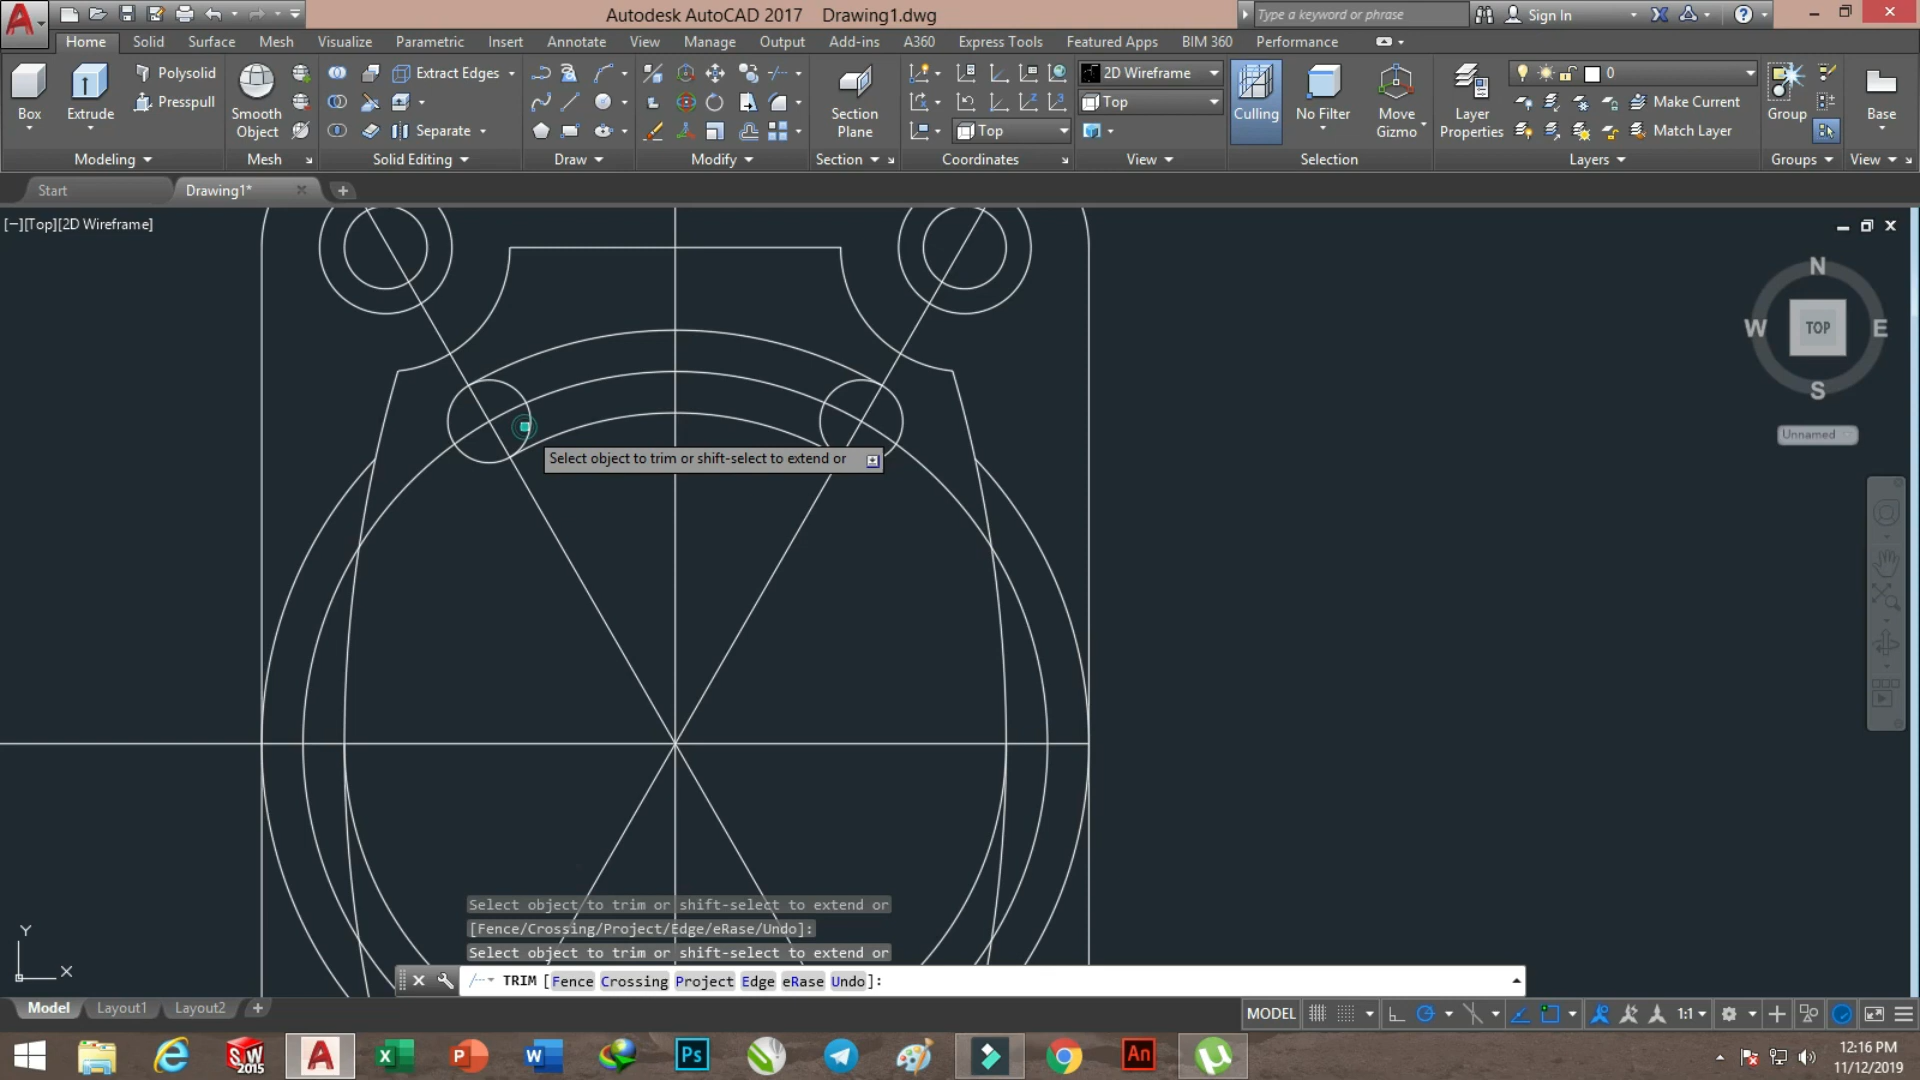 Autodesk AutoCAD 2017 Drawing1.dwg
Type a keyword or phrase
Sign In
Home Solid Surface Mesh Visualize Parametric Insert Annotate View Manage Output Add-ins A360 Express Tools Featured Apps BIM 360 Performance
Box
Extrude
Polysolid
Presspull
Smooth
Object
Extract Edges
Separate
Section
Plane
Top
2D Wireframe
Top
Culling
No Filter
Move
Gizmo
Layer
Properties
0
Make Current
Match Layer
Group
Base
Modeling Mesh Solid Editing Draw Modify Section Coordinates View Selection Layers Groups View
Start Drawing1*
[−][Top][2D Wireframe]
N
W TOP E
S
Unnamed
Select object to trim or shift-select to extend or
Select object to trim or shift-select to extend or
[Fence/Crossing/Project/Edge/eRase/Undo]:
Select object to trim or shift-select to extend or
TRIM [Fence Crossing Project Edge eRase Undo]:
Y
X
Model Layout1 Layout2
MODEL
1:1
SW
2015
X
P
W
Ps
An
12:16 PM
11/12/2019